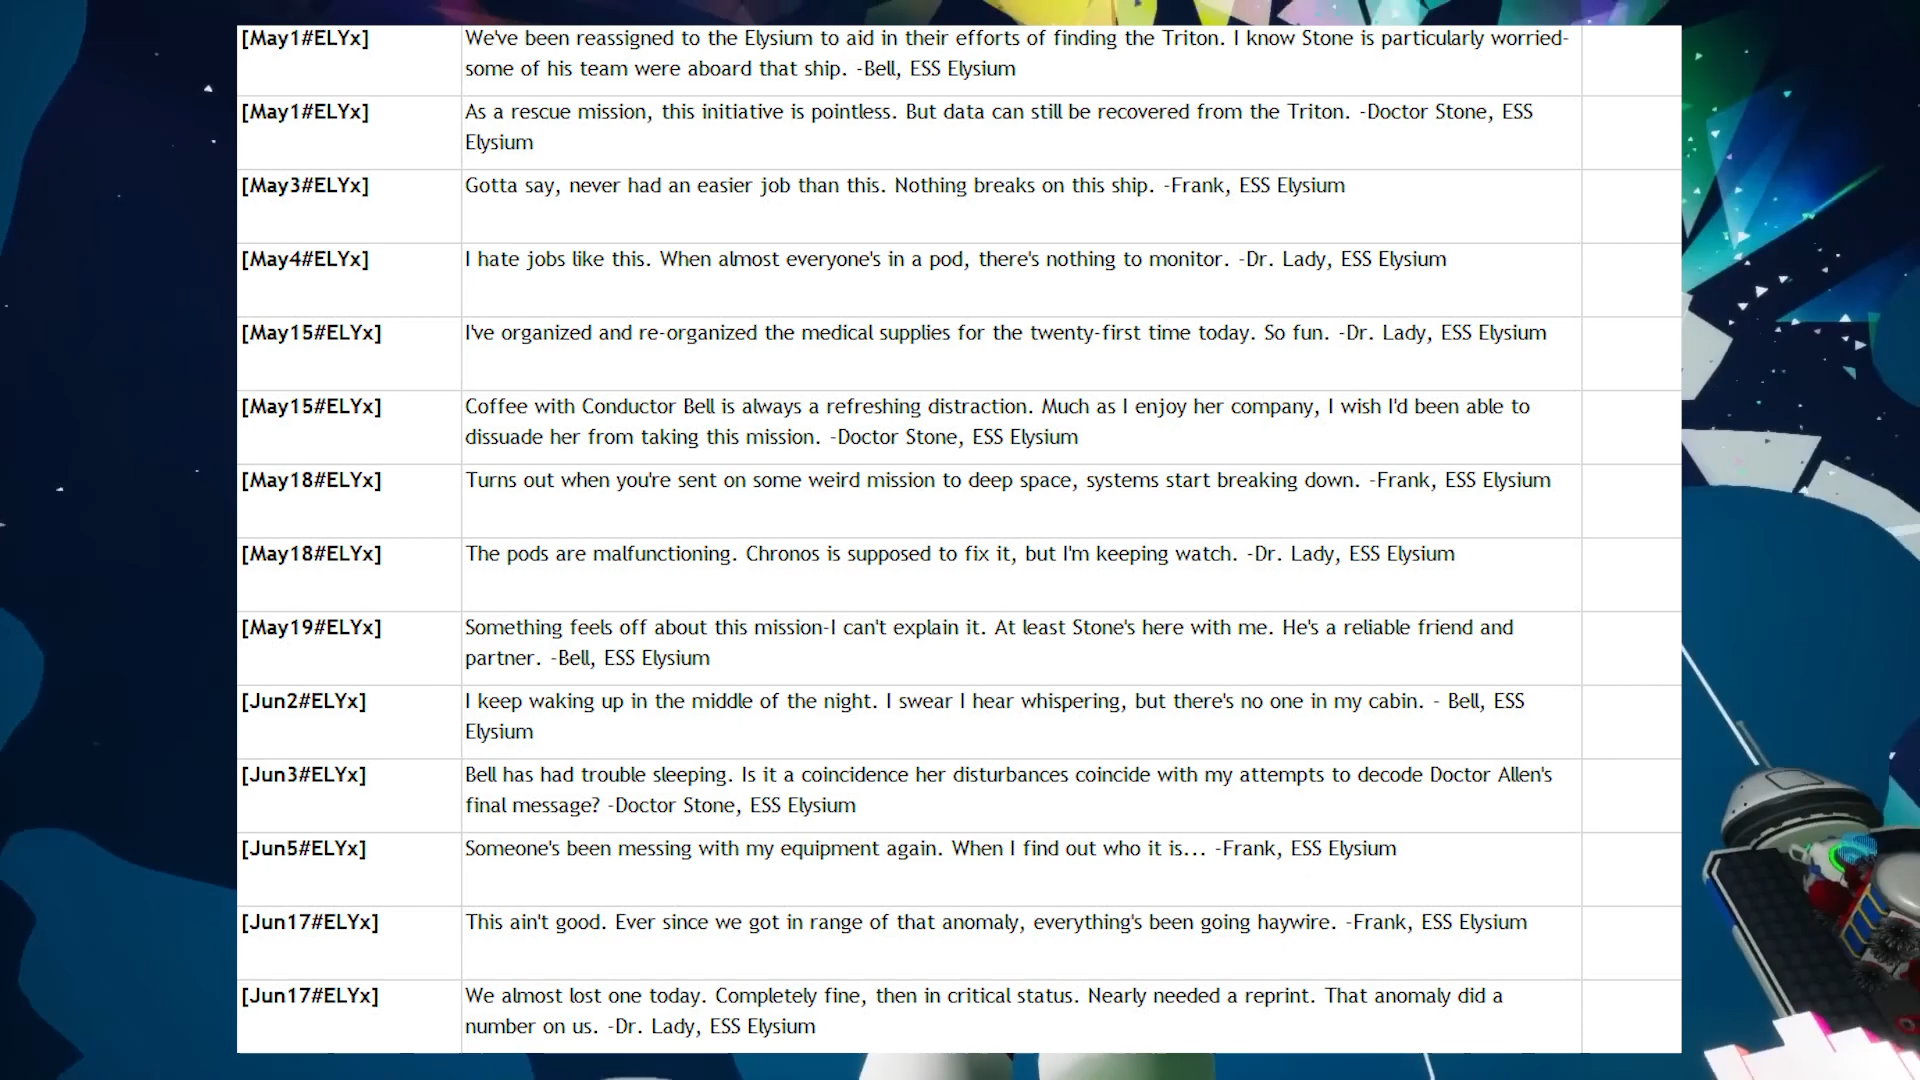 [May1#ELYx]
We've been reassigned to the Elysium to aid in their efforts of finding the Triton. I know Stone is particularly worried-
some of his team were aboard that ship. -Bell, ESS Elysium
[May1#ELYx]
As a rescue mission, this initiative is pointless. But data can still be recovered from the Triton. -Doctor Stone, ESS
Elysium
[May3#ELYx]
Gotta say, never had an easier job than this. Nothing breaks on this ship. -Frank, ESS Elysium
[May4#ELYx]
I hate jobs like this. When almost everyone's in a pod, there's nothing to monitor. -Dr. Lady, ESS Elysium
[May15#ELYx]
I've organized and re-organized the medical supplies for the twenty-first time today. So fun. -Dr. Lady, ESS Elysium
[May15#ELYx]
Coffee with Conductor Bell is always a refreshing distraction. Much as I enjoy her company, I wish I'd been able to
dissuade her from taking this mission. -Doctor Stone, ESS Elysium
[May18#ELYx]
Turns out when you're sent on some weird mission to deep space, systems start breaking down. -Frank, ESS Elysium
[May18#ELYx]
The pods are malfunctioning. Chronos is supposed to fix it, but I'm keeping watch. -Dr. Lady, ESS Elysium
[May19#ELYx]
Something feels off about this mission-I can't explain it. At least Stone's here with me. He's a reliable friend and
partner. -Bell, ESS Elysium
[Jun2#ELYx]
I keep waking up in the middle of the night. I swear I hear whispering, but there's no one in my cabin. - Bell, ESS
Elysium
[Jun3#ELYx]
Bell has had trouble sleeping. Is it a coincidence her disturbances coincide with my attempts to decode Doctor Allen's
final message? -Doctor Stone, ESS Elysium
[Jun5#ELYx]
Someone's been messing with my equipment again. When I find out who it is... -Frank, ESS Elysium
[Jun17#ELYx]
This ain't good. Ever since we got in range of that anomaly, everything's been going haywire. -Frank, ESS Elysium
[Jun17#ELYx]
We almost lost one today. Completely fine, then in critical status. Nearly needed a reprint. That anomaly did a
number on us. -Dr. Lady, ESS Elysium